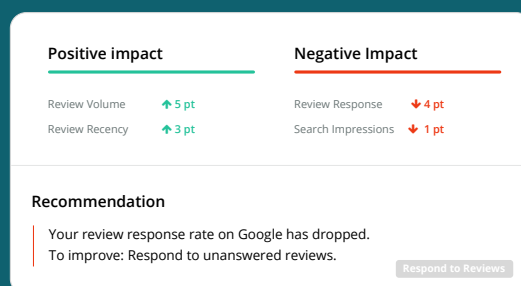 Positive impact
Negative Impact
Review Volume 5 pt
Review Response 4 pt
Review Recency 3 pt
Search Impressions 1 pt
Recommendation
Your review response rate on Google has dropped.
To improve: Respond to unanswered reviews.
Respond to Reviews